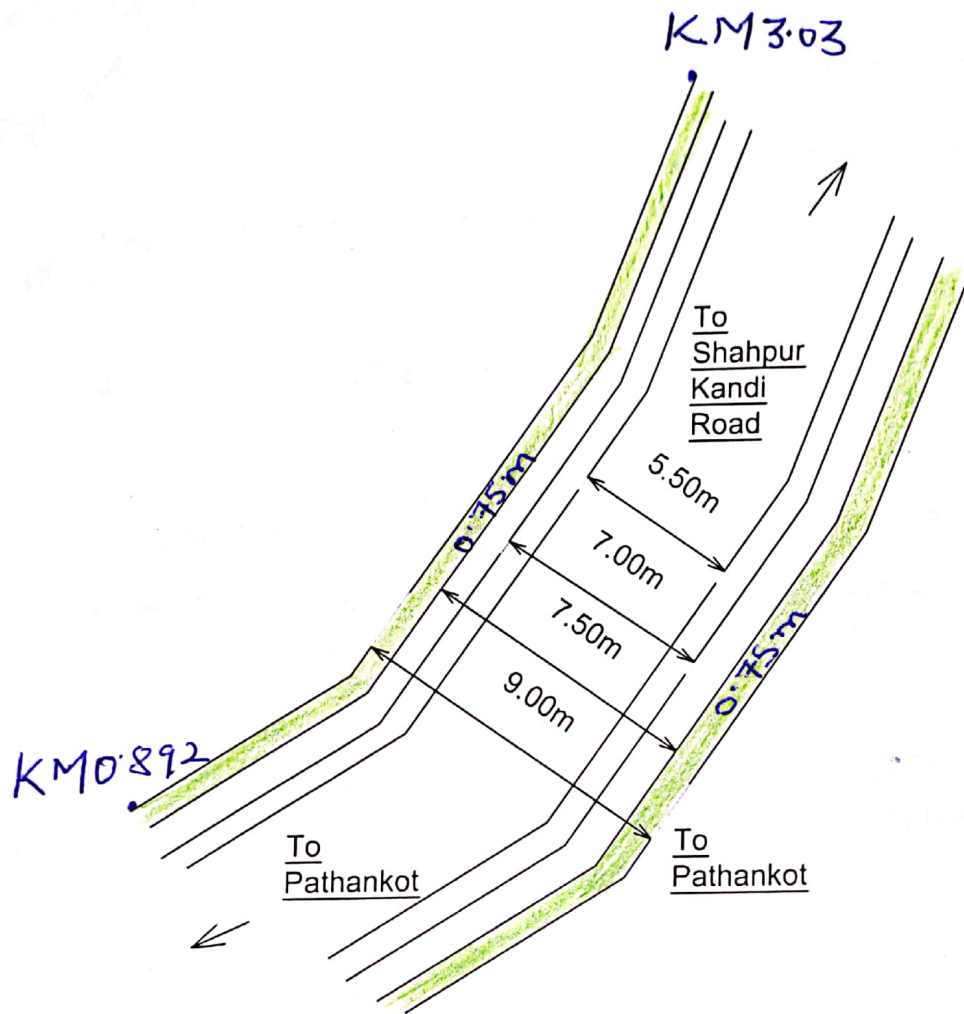 KM3.03
To
Shahpur
Kandi
Road
5.50m
0.75m
7.00m
7.50m
0.75m
9.00m
KM0.892
To
Pathankot
To
Pathankot